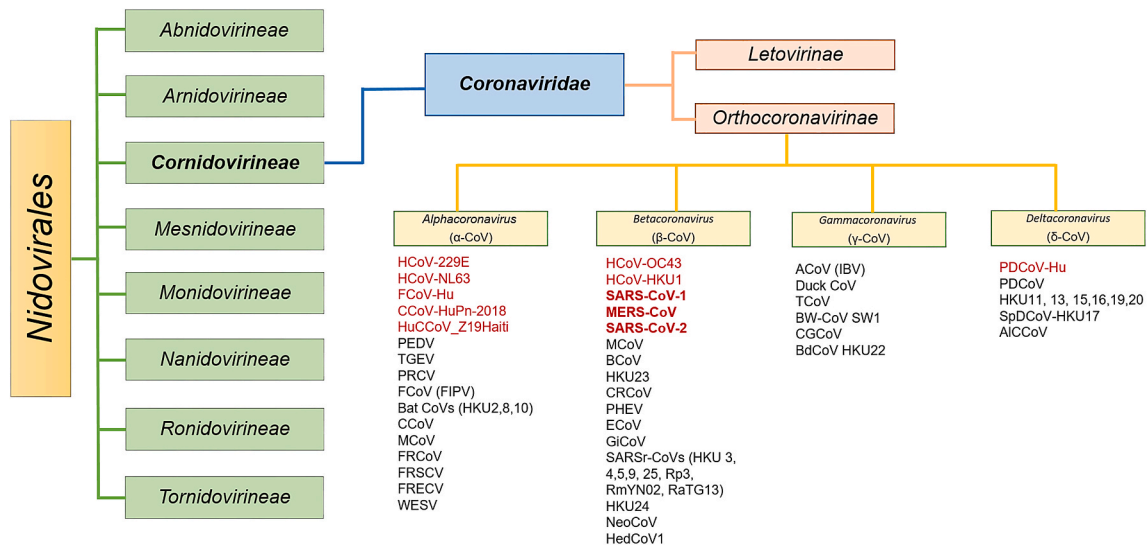 Nidovirales
Abnidovirineae
Arnidovirineae
Cornidovirineae
Mesnidovirineae
Monidovirineae
Nanidovirineae
Ronidovirineae
Tornidovirineae
Coronaviridae
Letovirinae
Orthocoronavirinae
Alphacoronavirus
(α-CoV)
HCoV-229E
HCoV-NL63
FCoV-Hu
CCoV-HuPn-2018
HuCCoV_Z19Haiti
PEDV
TGEV
PRCV
FCoV (FIPV)
Bat CoVs (HKU2,8,10)
CCoV
MCoV
FRCoV
FRSCV
FRECV
WESV
Betacoronavirus
(β-CoV)
HCoV-OC43
HCoV-HKU1
SARS-CoV-1
MERS-CoV
SARS-CoV-2
MCoV
BCoV
HKU23
CRCoV
PHEV
ECoV
GiCoV
SARSr-CoVs (HKU 3,
4,5,9, 25, Rp3,
RmYN02, RaTG13)
HKU24
NeoCoV
HedCoV1
Gammacoronavirus
(γ-CoV)
ACoV (IBV)
Duck CoV
TCoV
BW-CoV SW1
CGCoV
BdCoV HKU22
Deltacoronavirus
(δ-CoV)
PDCoV-Hu
PDCoV
HKU11, 13, 15,16,19,20
SpDCoV-HKU17
AlCCoV